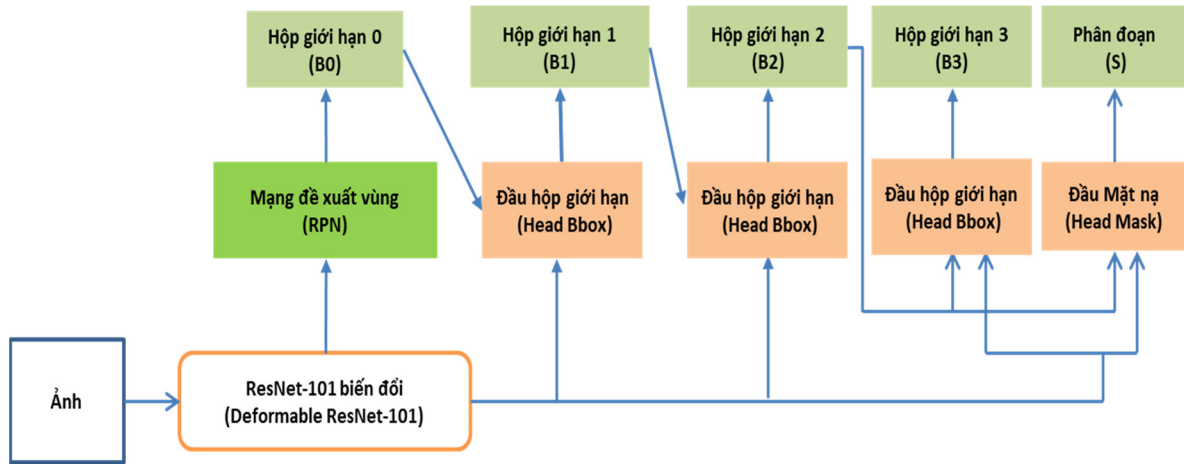 Hộp giới hạn 0
(B0)
Hộp giới hạn 1
(B1)
Hộp giới hạn 2
(B2)
Hộp giới hạn 3
(B3)
Phân đoạn
(S)
Mạng đề xuất vùng
(RPN)
Đầu hộp giới hạn
(Head Bbox)
Đầu hộp giới hạn
(Head Bbox)
Đầu hộp giới hạn
(Head Bbox)
Đầu Mặt nạ
(Head Mask)
Ảnh
ResNet-101 biến đổi
(Deformable ResNet-101)